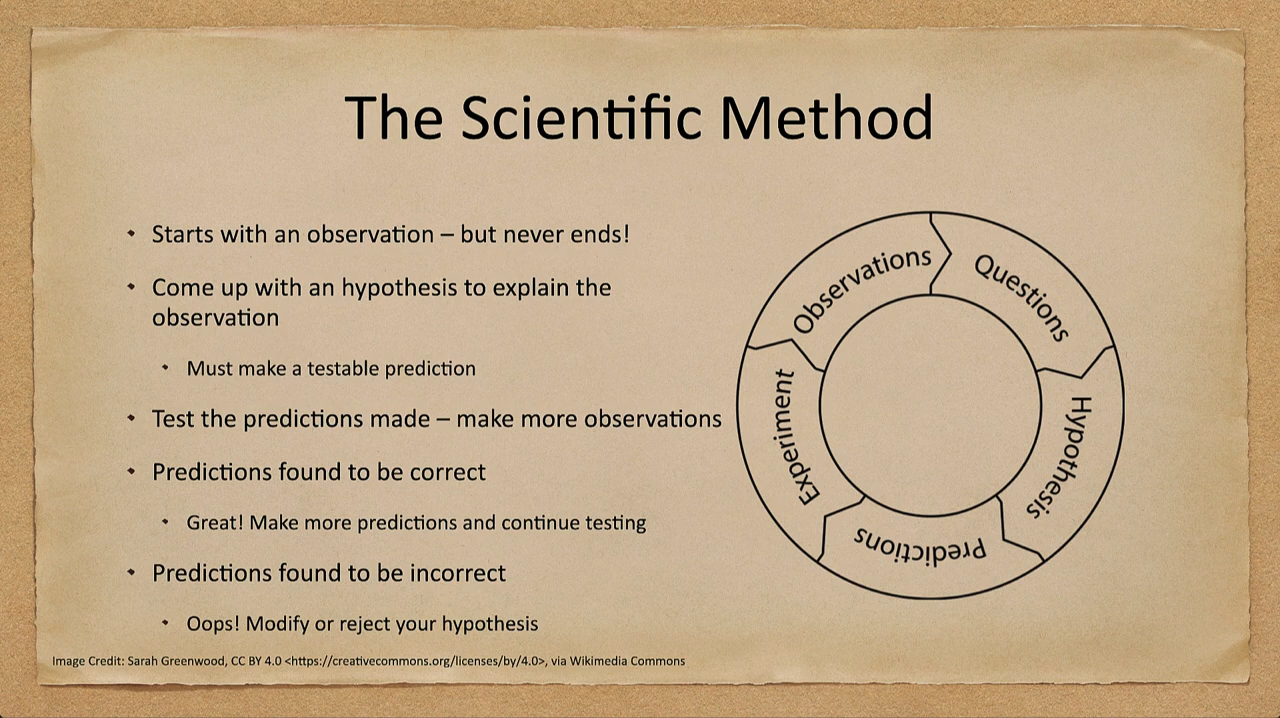 The Scientific Method
Starts with an observation – but never ends!
Come up with an hypothesis to explain the
observation
Must make a testable prediction
Test the predictions made – make more observations
Predictions found to be correct
Great! Make more predictions and continue testing
Predictions found to be incorrect
Oops! Modify or reject your hypothesis
Observations
Questions
Hypothesis
Predictions
Experiment
Image Credit: Sarah Greenwood, CC BY 4.0 <https://creativecommons.org/licenses/by/4.0>, via Wikimedia Commons